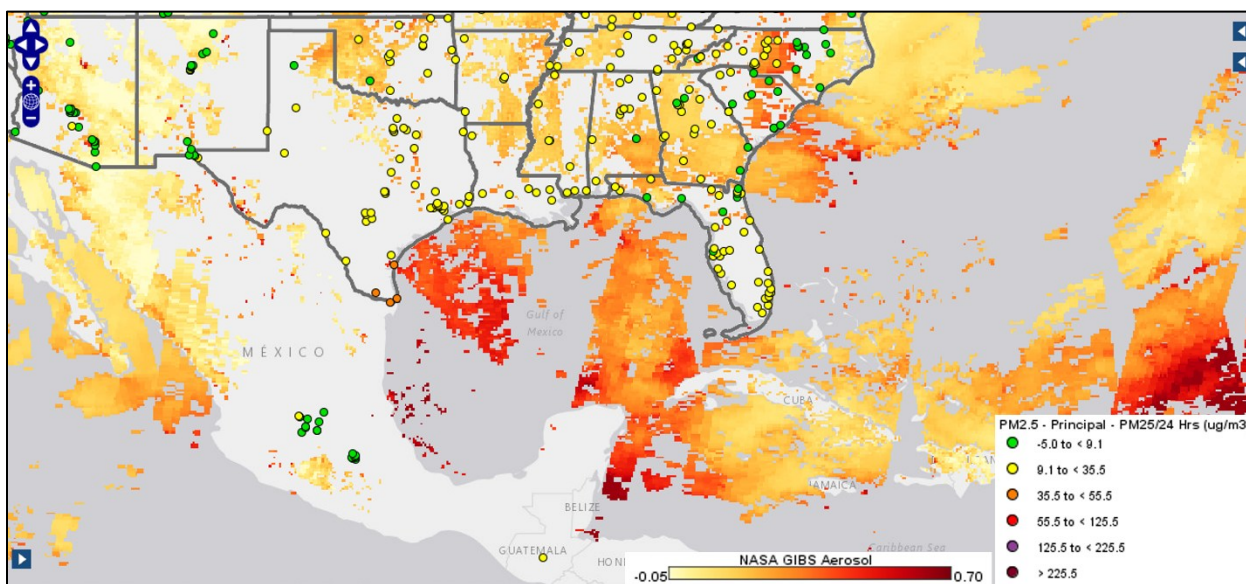 Gulf of
Mexico
MÉXICO
CUBA
JAMAICA
BELIZE
GUATEMALA
HON
Caribbean Sea
PM2.5 - Principal - PM25/24 Hrs (ug/m3
-5.0 to < 9.1
9.1 to < 35.5
35.5 to < 55.5
55.5 to < 125.5
125.5 to < 225.5
> 225.5
NASA GIBS Aerosol
-0.05 0.70